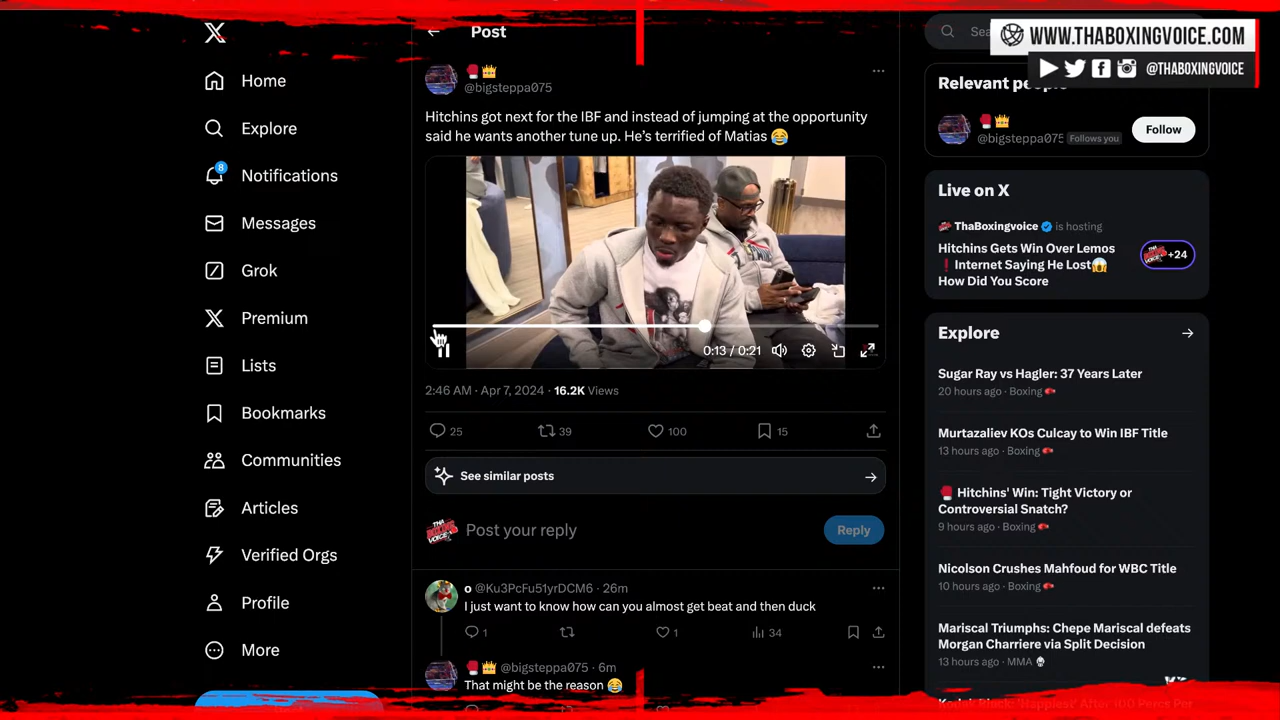 WWW.THABOXINGVOICE.COM
@THABOXINGVOICE
X
Home
Explore
Notifications
8
Messages
Grok
Premium
Lists
Bookmarks
Communities
Articles
Verified Orgs
Profile
More
Post
@bigsteppa075
Hitchins got next for the IBF and instead of jumping at the opportunity
said he wants another tune up. He's terrified of Matias 😂
0:13 / 0:21
2:46 AM · Apr 7, 2024 · 16.2K Views
25 39 100 15
See similar posts
THA BOXING VOICE
Post your reply
Reply
o @Ku3PcFu51yrDCM6 · 26m
I just want to know how can you almost get beat and then duck
1 1 34
@bigsteppa075 · 6m
That might be the reason 😂
Relevant
@bigsteppa075 Follows you
Follow
Live on X
ThaBoxingvoice is hosting
Hitchins Gets Win Over Lemos
❗Internet Saying He Lost😱
How Did You Score
+24
Explore
Sugar Ray vs Hagler: 37 Years Later
20 hours ago · Boxing
Murtazaliev KOs Culcay to Win IBF Title
13 hours ago · Boxing
🥊 Hitchins' Win: Tight Victory or
Controversial Snatch?
9 hours ago · Boxing
Nicolson Crushes Mahfoud for WBC Title
10 hours ago · Boxing
Mariscal Triumphs: Chepe Mariscal defeats
Morgan Charriere via Split Decision
13 hours ago · MMA